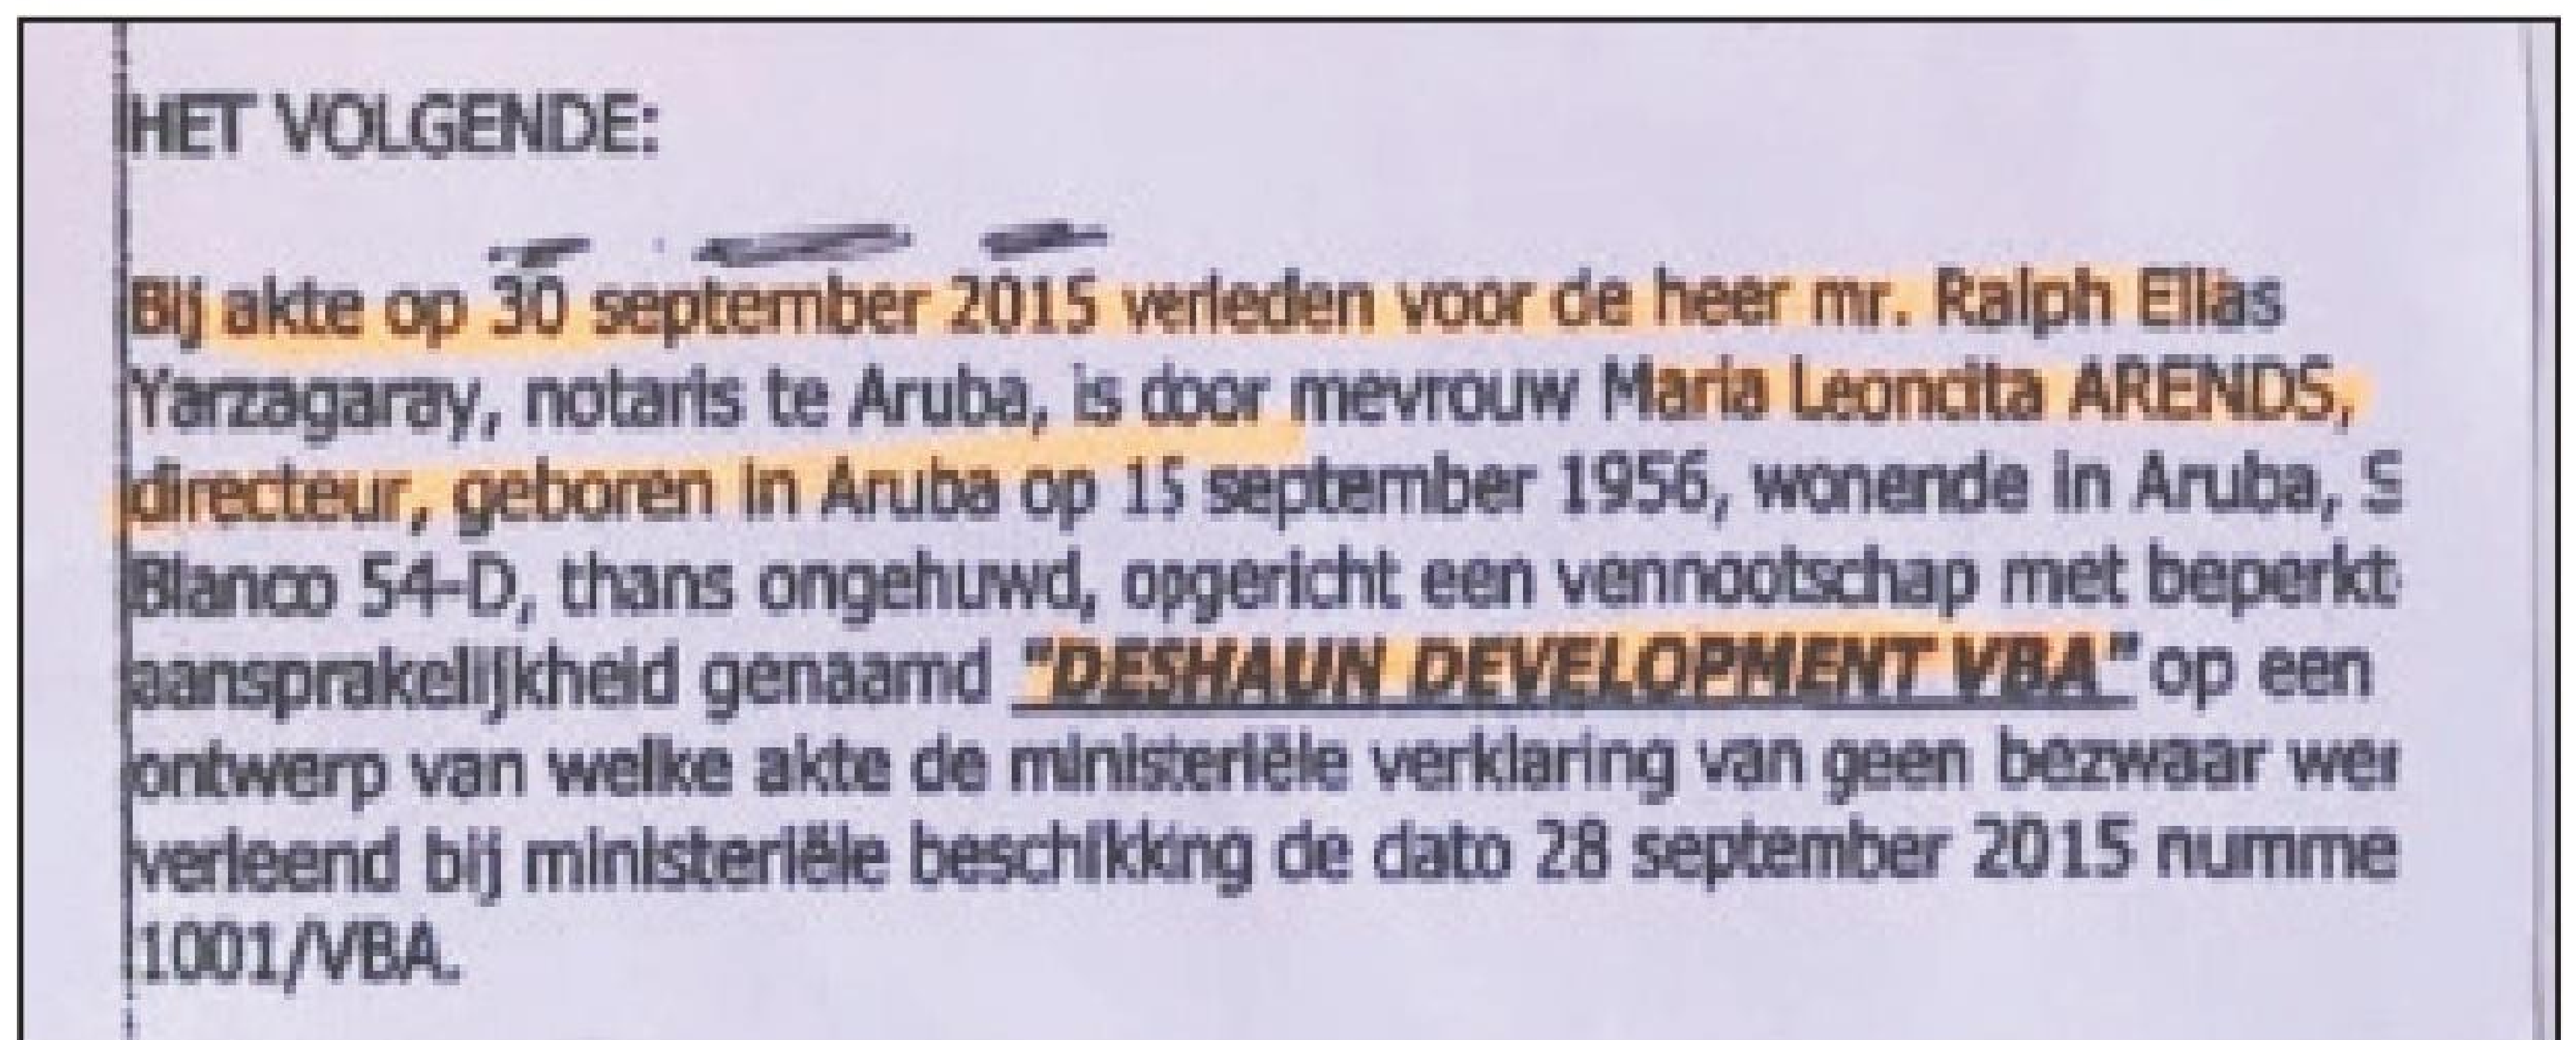 HET VOLGENDE:
Bij akte op 30 september 2015 verleden voor de heer mr. Ralph Elias
Yarzagaray, notaris te Aruba, is door mevrouw Maria Leoncita ARENDS,
directeur, geboren in Aruba op 15 september 1956, wonende in Aruba, S
Blanco 54-D, thans ongehuwd, opgericht een vennootschap met beperkt
aansprakelijkheid genaamd "DESHAUN DEVELOPMENT VBA" op een
ontwerp van welke akte de ministeriële verklaring van geen bezwaar wer
verleend bij ministeriële beschikking de dato 28 september 2015 numme
1001/VBA.